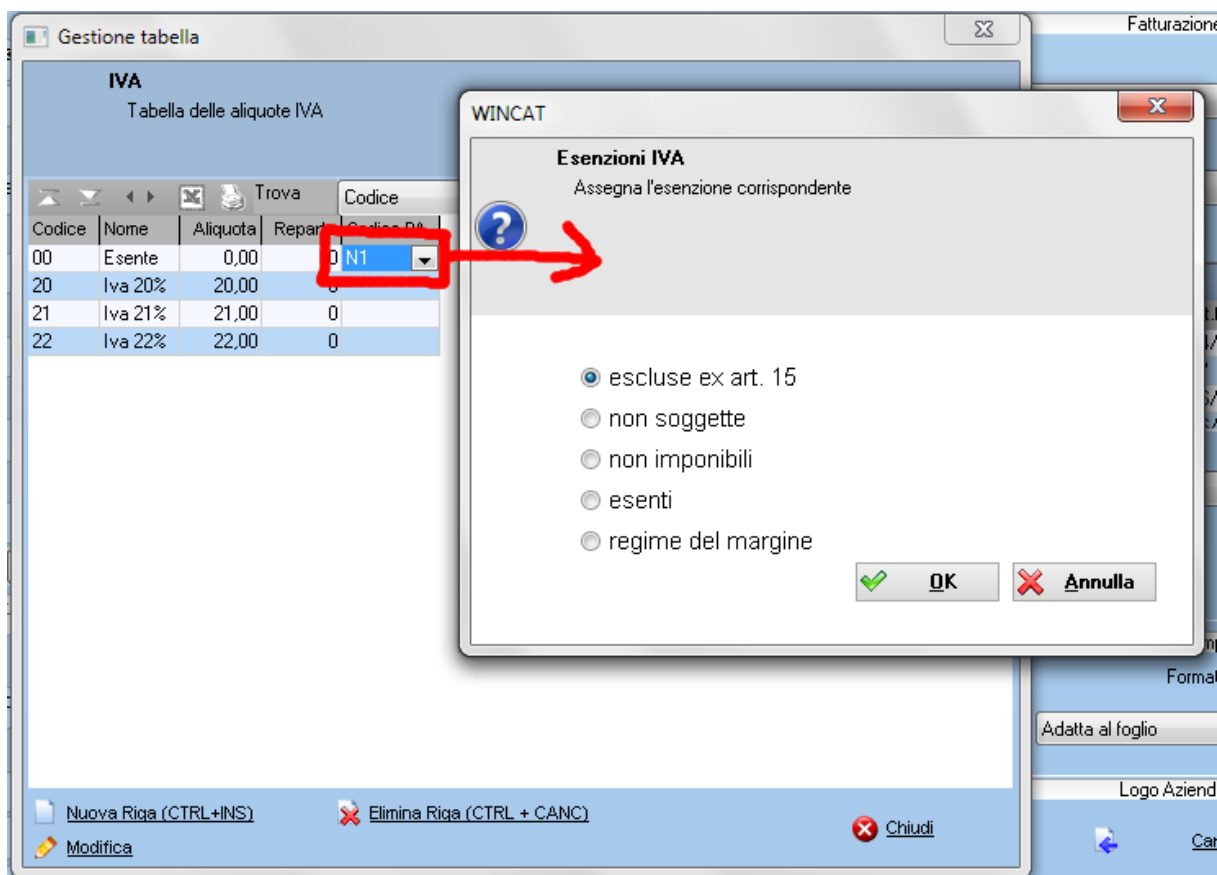 Gestione tabella
Fatturazione
IVA
Tabella delle aliquote IVA
WINCAT
Esenzioni IVA
Assegna l'esenzione corrispondente
Trova
Codice
Codice Nome Aliquota Reparto
00 Esente 0,00 N1
20 Iva 20% 20,00 0
21 Iva 21% 21,00 0
22 Iva 22% 22,00 0
escluse ex art. 15
non soggette
non imponibili
esenti
regime del margine
OK Annulla
Format
Adatta al foglio
Logo Aziend
Nuova Riga (CTRL+INS) Elimina Riga (CTRL + CANC)
Chiudi
Modifica
Car